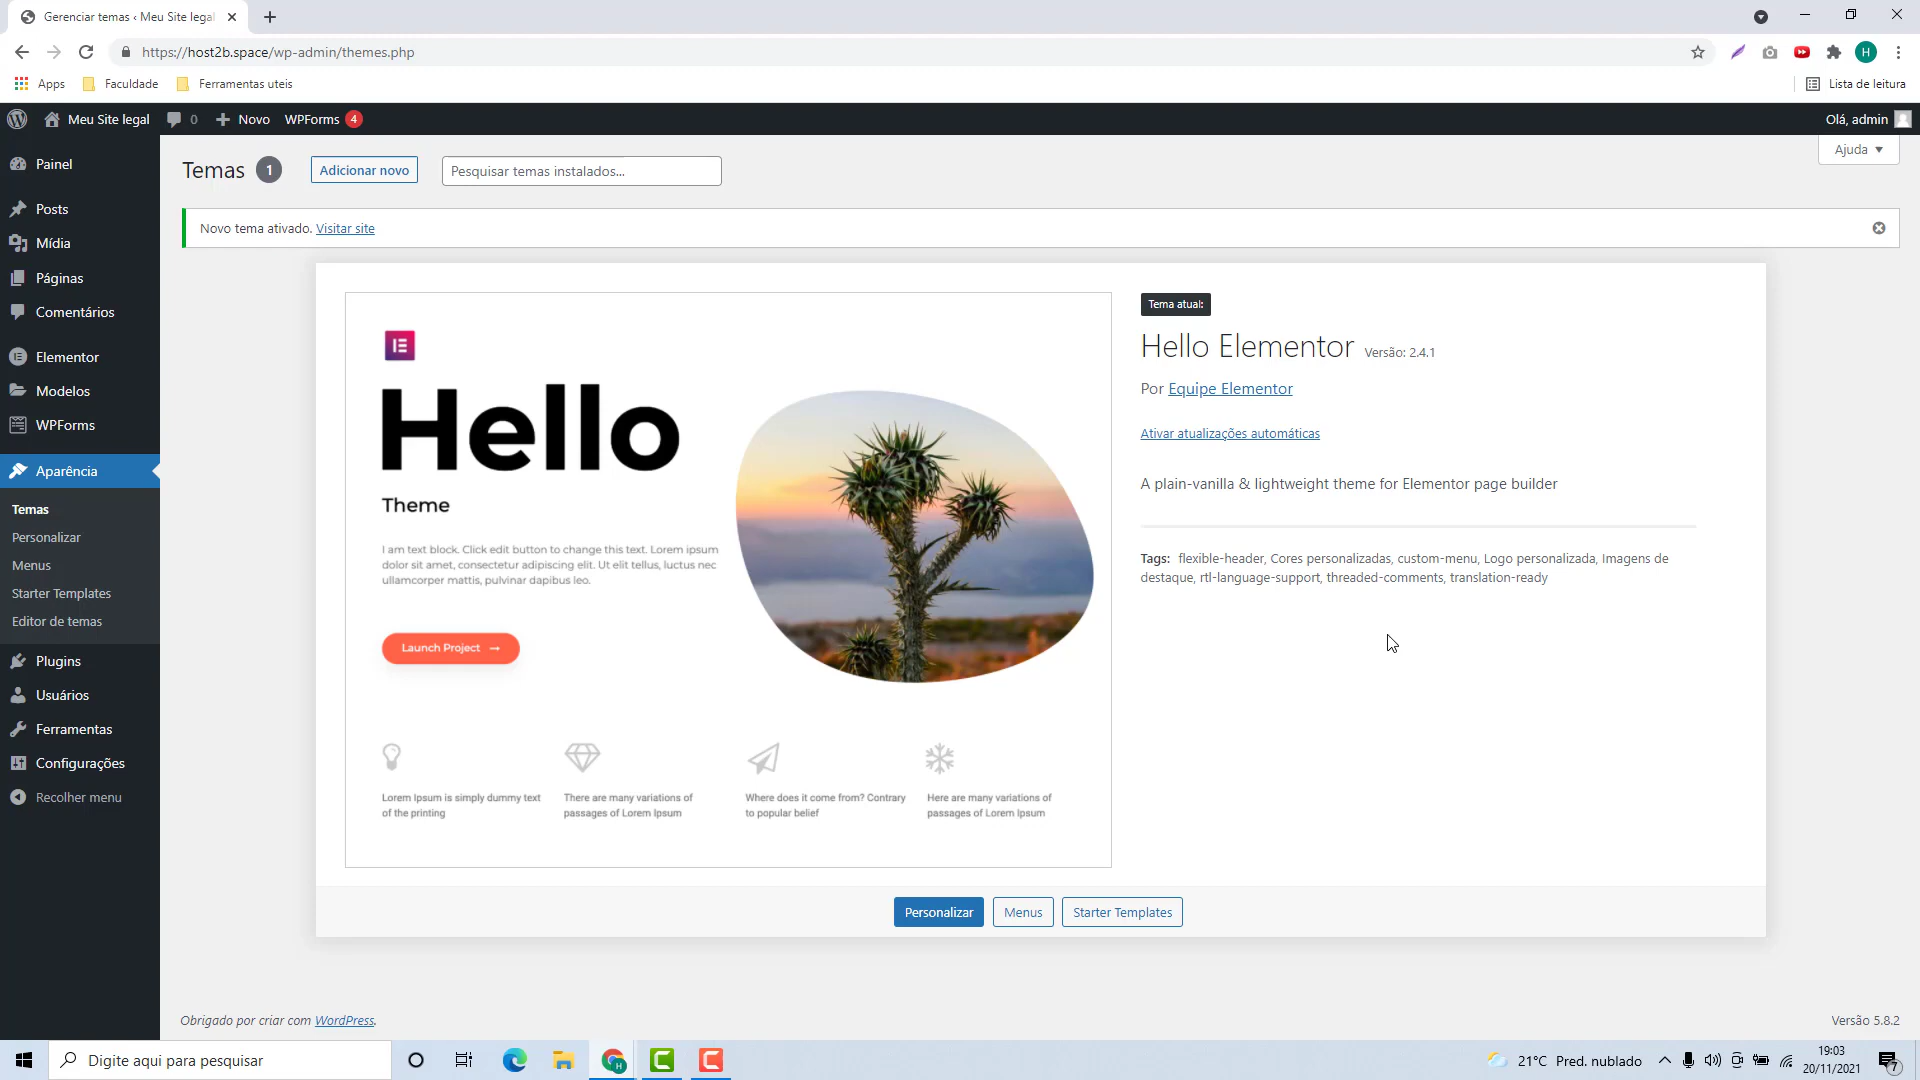 Gerenciar temas ‹ Meu Site legal
https://host2b.space/wp-admin/themes.php
H
Apps
Faculdade
Ferramentas uteis
Lista de leitura
Meu Site legal
0
Novo
WPForms 4
Olá, admin
Painel
Posts
Mídia
Páginas
Comentários
Elementor
Modelos
WPForms
Aparência
Temas
Personalizar
Menus
Starter Templates
Editor de temas
Plugins
Usuários
Ferramentas
Configurações
Recolher menu
Temas 1
Adicionar novo
Pesquisar temas instalados...
Ajuda
Novo tema ativado. Visitar site
Hello
Theme
I am text block. Click edit button to change this text. Lorem ipsum
dolor sit amet, consectetur adipiscing elit. Ut elit tellus, luctus nec
ullamcorper mattis, pulvinar dapibus leo.
Launch Project →
Lorem Ipsum is simply dummy text
of the printing
There are many variations of
passages of Lorem Ipsum
Where does it come from? Contrary
to popular belief
Here are many variations of
passages of Lorem Ipsum
Tema atual:
Hello Elementor Versão: 2.4.1
Por Equipe Elementor
Ativar atualizações automáticas
A plain-vanilla & lightweight theme for Elementor page builder
Tags: flexible-header, Cores personalizadas, custom-menu, Logo personalizada, Imagens de
destaque, rtl-language-support, threaded-comments, translation-ready
Personalizar
Menus
Starter Templates
Obrigado por criar com WordPress.
Versão 5.8.2
Digite aqui para pesquisar
21°C Pred. nublado
19:03
20/11/2021
7